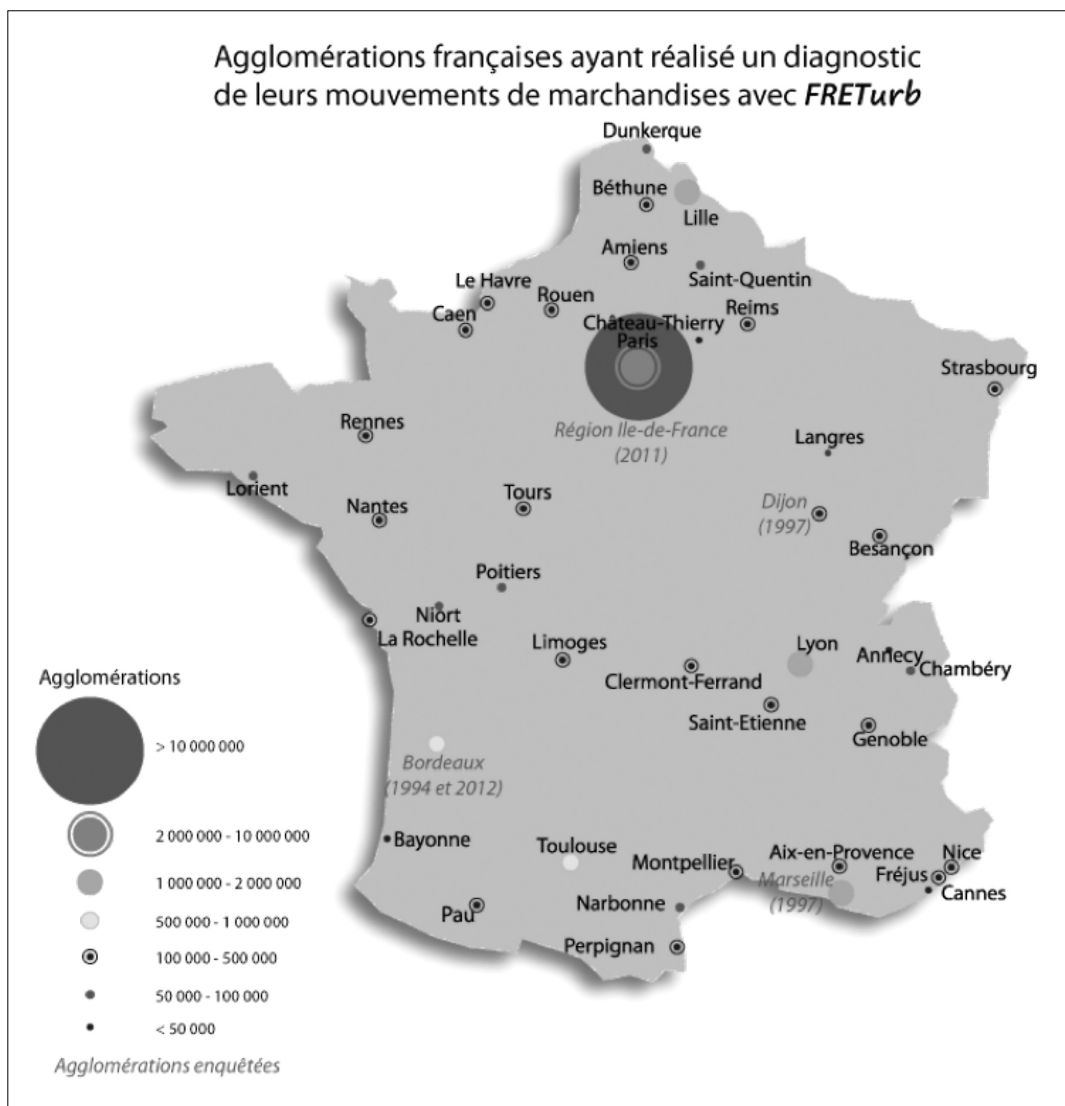 Agglomérations françaises ayant réalisé un diagnostic
de leurs mouvements de marchandises avec FRETurb
Dunkerque
Béthune
Lille
Amiens
Saint-Quentin
Le Havre
Rouen
Reims
Caen
Château-Thierry
Paris
Strasbourg
Rennes
Région Ile-de-France
(2011)
Langres
Lorient
Nantes
Tours
Dijon
(1997)
Besançon
Poitiers
Niort
La Rochelle
Limoges
Lyon
Annecy
Chambéry
Clermont-Ferrand
Saint-Etienne
Genoble
Bordeaux
(1994 et 2012)
Bayonne
Toulouse
Montpellier
Aix-en-Provence
Nice
Marseille
(1997)
Fréjus
Cannes
Pau
Narbonne
Perpignan
Agglomérations
> 10 000 000
2 000 000 - 10 000 000
1 000 000 - 2 000 000
500 000 - 1 000 000
100 000 - 500 000
50 000 - 100 000
< 50 000
Agglomérations enquêtées